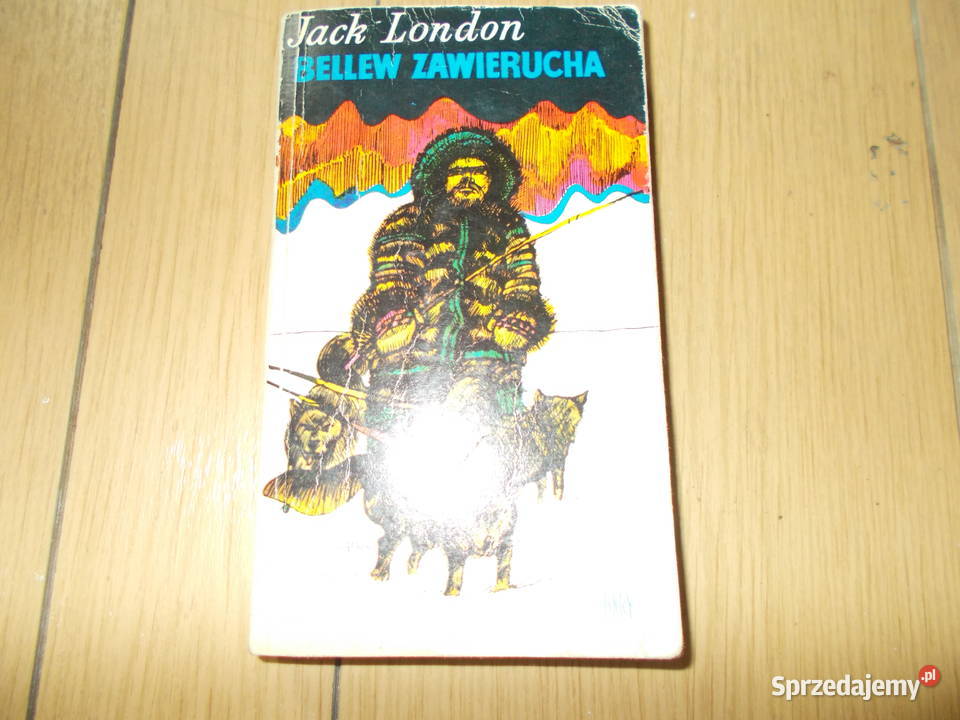 Jack London
BELLEW ZAWIERUCHA
Sprzedajemy.pl